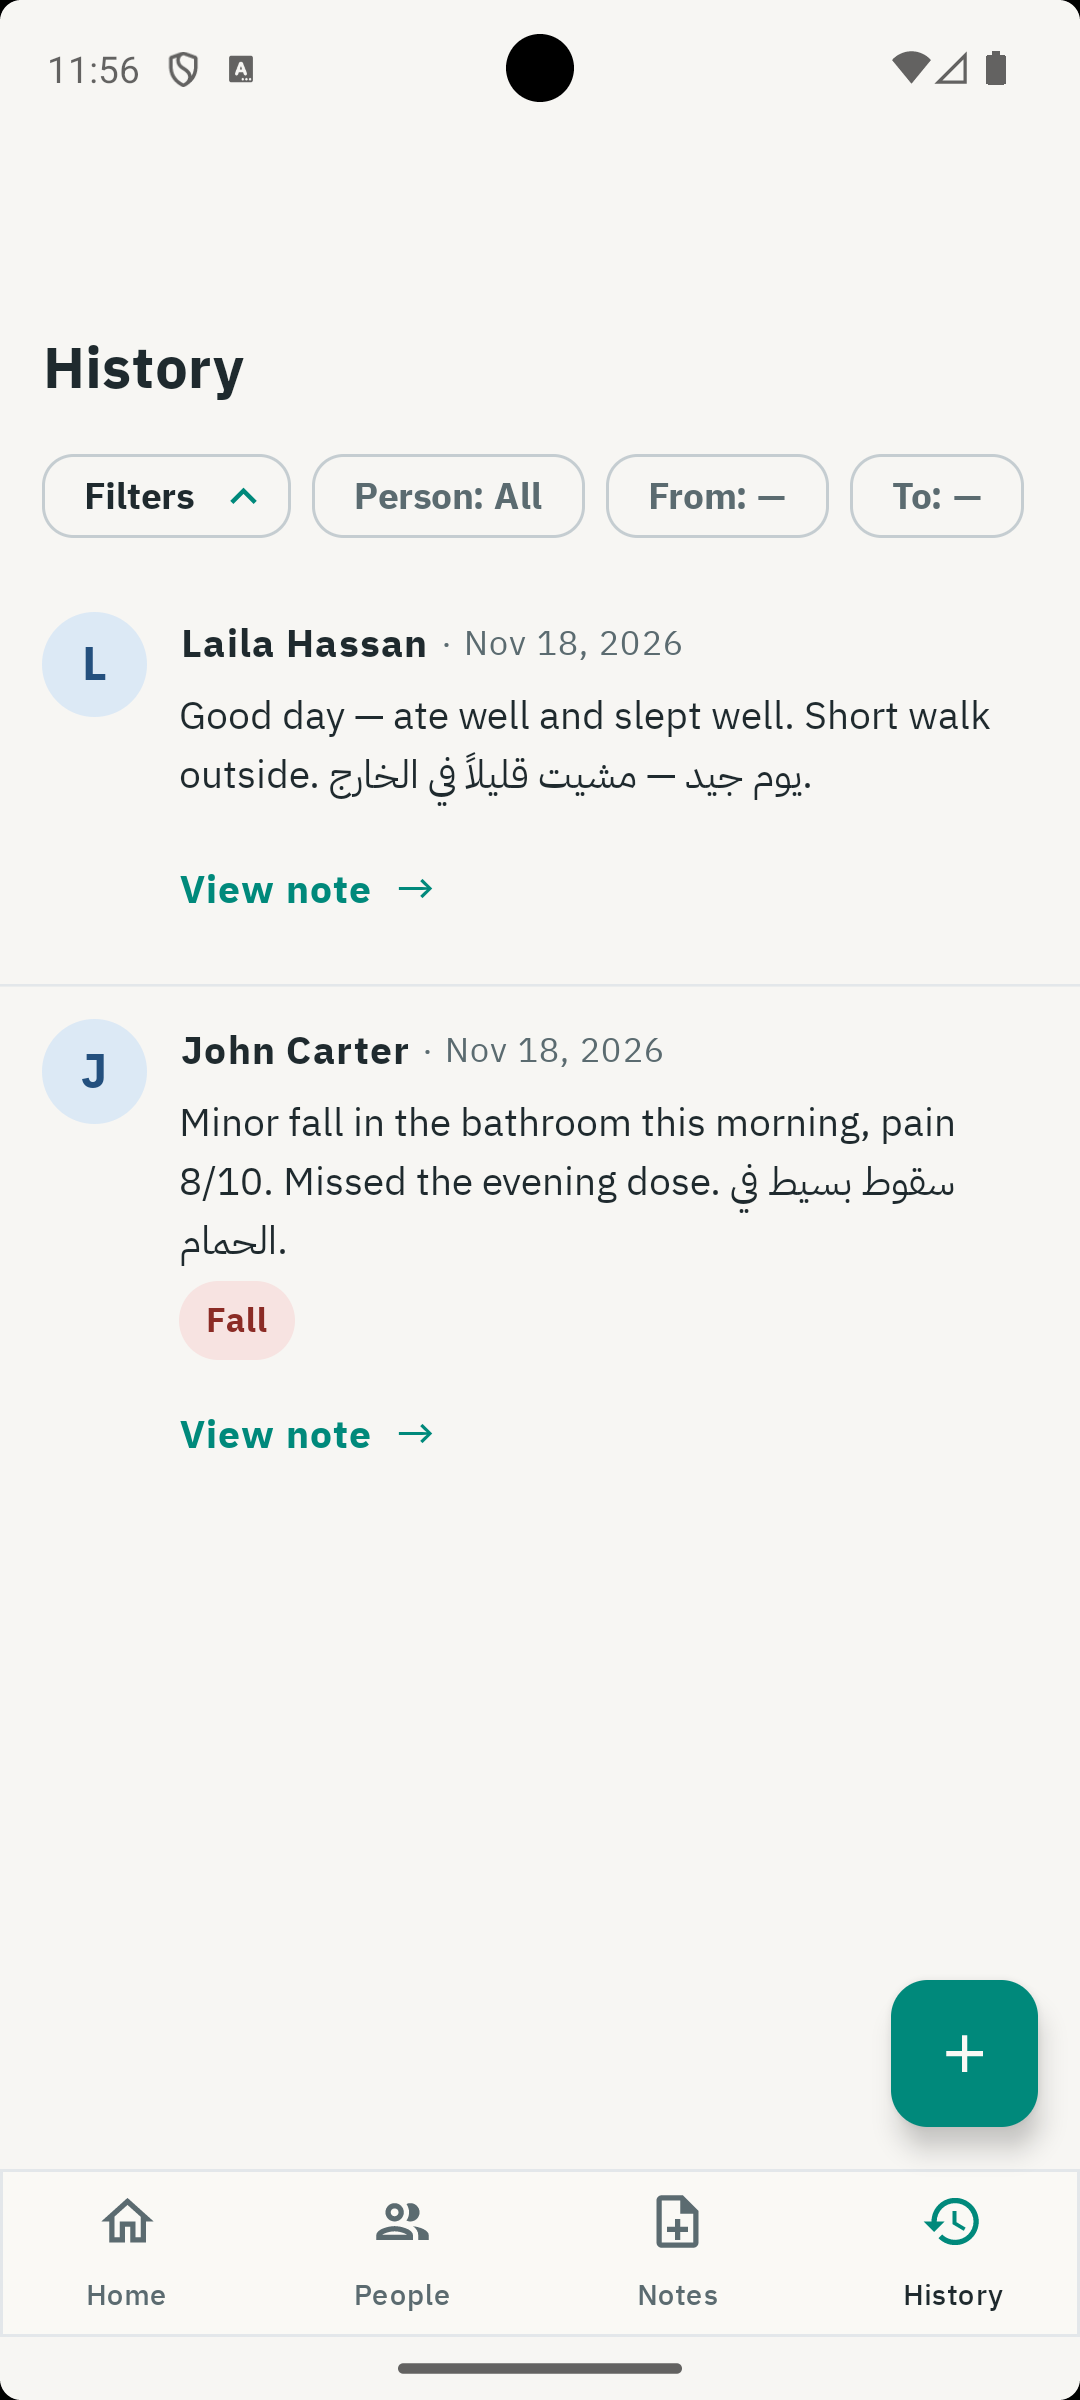 11:56
History
Filters
Person: All
From: —
To: —
L
Laila Hassan · Nov 18, 2026
Good day — ate well and slept well. Short walk
outside. يوم جيد — مشيت قليلاً في الخارج.
View note →
J
John Carter · Nov 18, 2026
Minor fall in the bathroom this morning, pain
8/10. Missed the evening dose. سقوط بسيط في
الحمام.
Fall
View note →
Home
People
Notes
History